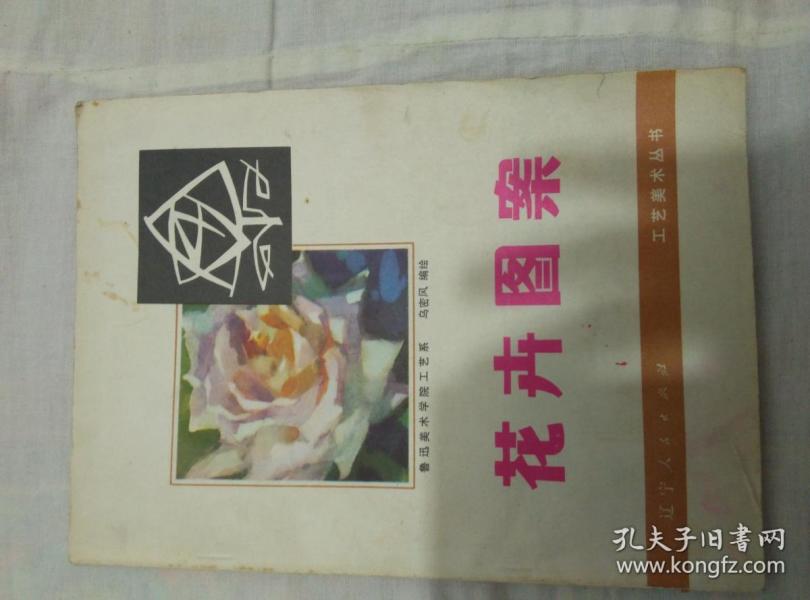 工艺美术丛书
花卉图案
鲁迅美术学院工艺系 乌密风 编绘
辽宁人民出版社
孔夫子旧书网
www.kongfz.com